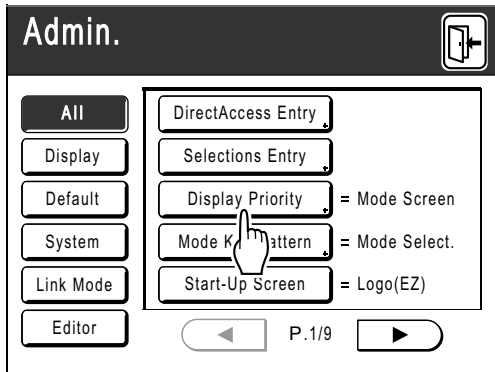 Admin.
All
DirectAccess Entry
Display
Selections Entry
Default
Display Priority = Mode Screen
System
Mode K attern = Mode Select.
Link Mode
Start-Up Screen = Logo(EZ)
Editor
P.1/9